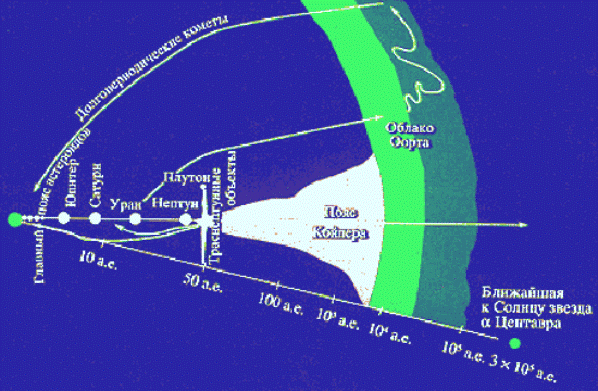 Долгопериодические кометы
Облако
Оорта
Главный пояс астероидов
Юпитер
Сатурн
Уран
Нептун
Плутон
Транснептунные
объекты
Пояс
Койпера
10 а.е.
50 а.е.
100 а.е.
10³ а.е.
10⁴ а.е.
10⁵ а.е.
3 × 10⁵ а.е.
Ближайшая
к Солнцу звезда
α Центавра